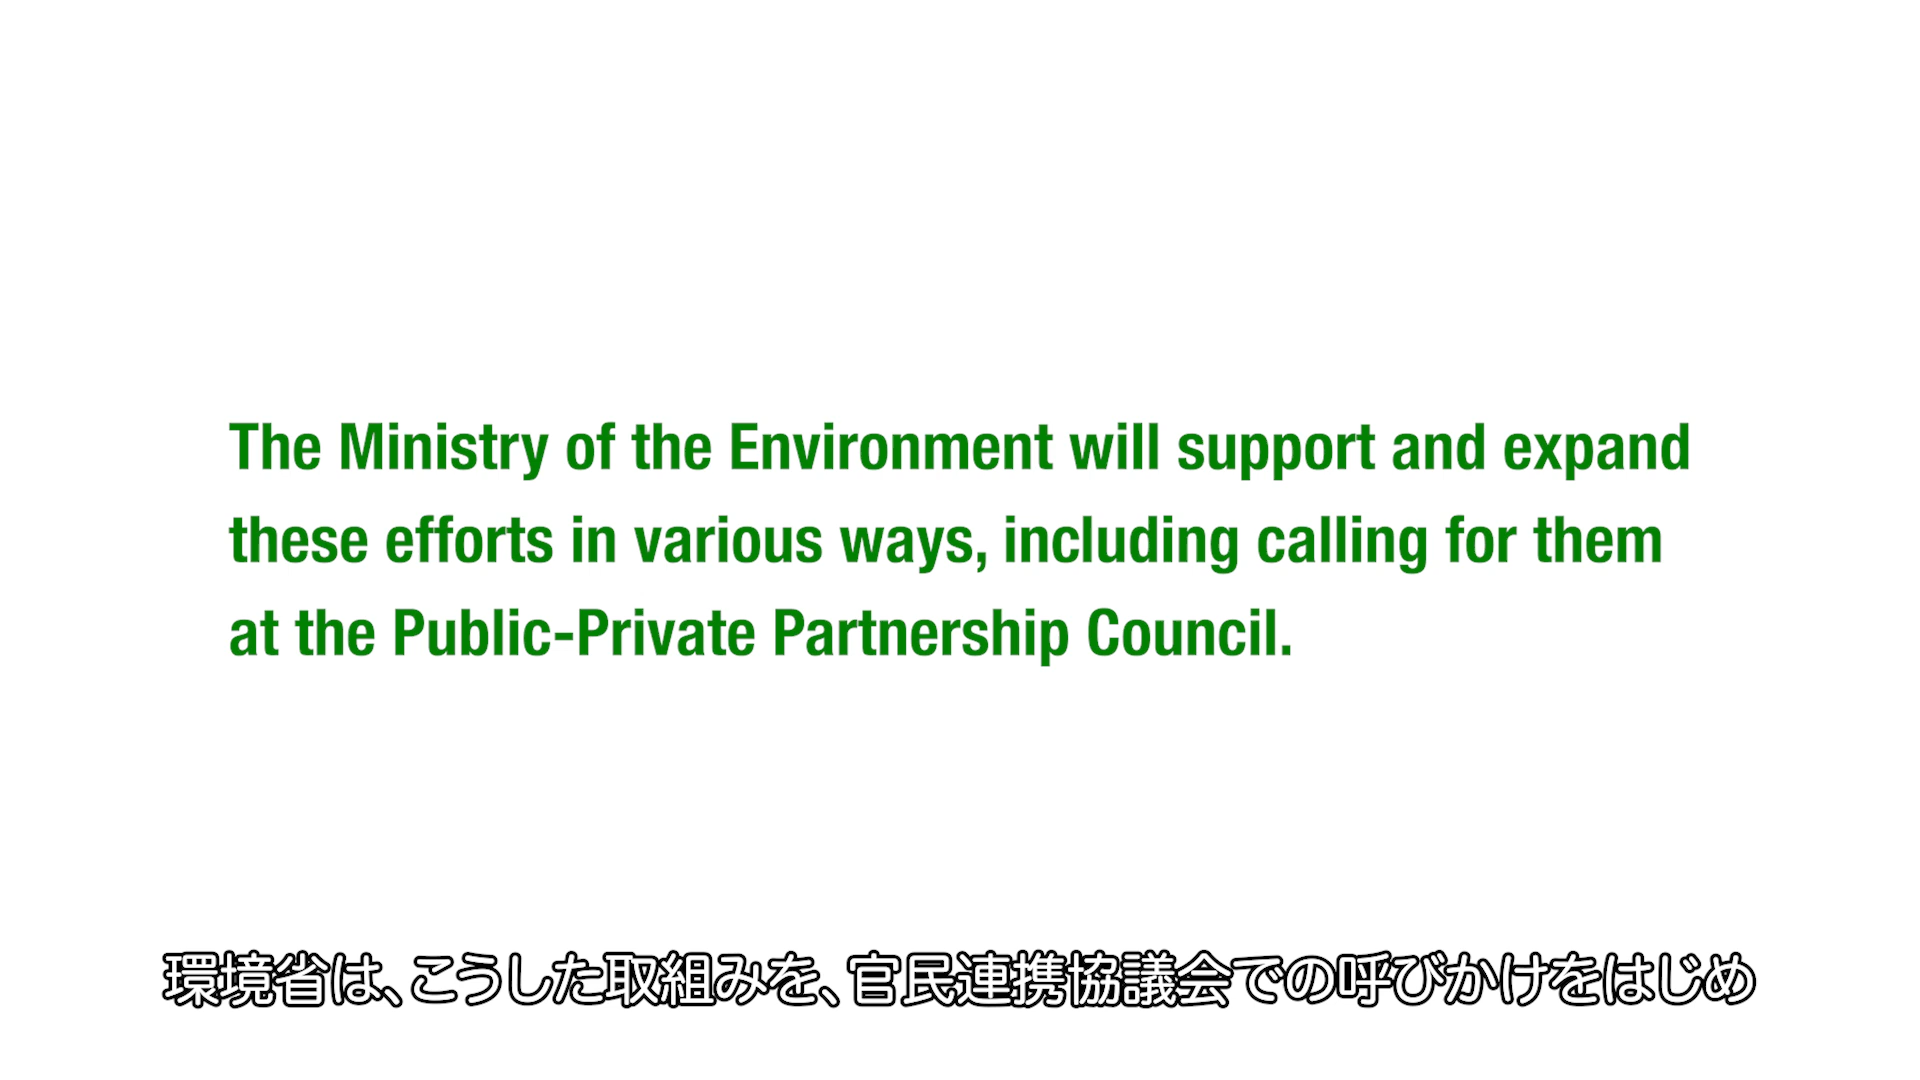 The Ministry of the Environment will support and expand
these efforts in various ways, including calling for them
at the Public-Private Partnership Council.
環境省は、こうした取組みを、官民連携協議会での呼びかけをはじめ